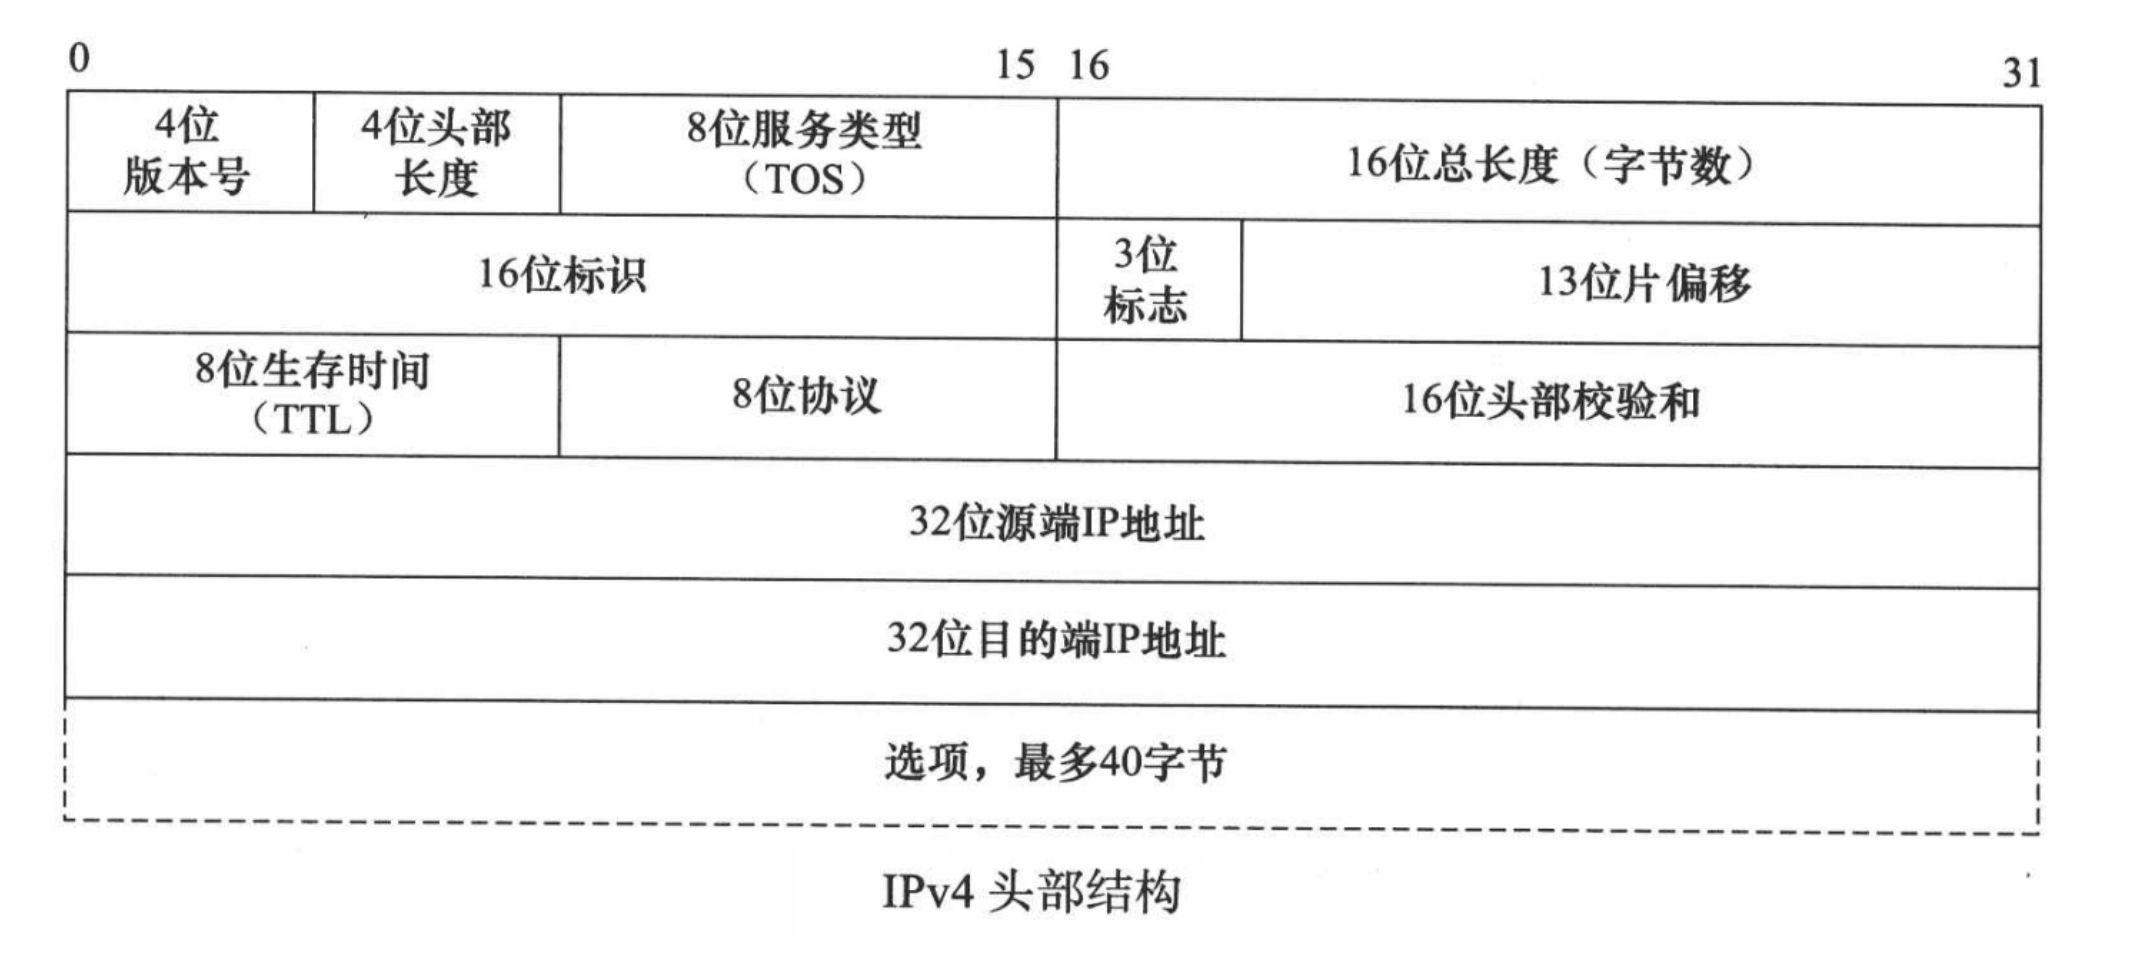 0 15 16 31
4位
版本号
4位头部
长度
8位服务类型
（TOS）
16位总长度（字节数）
16位标识
3位
标志
13位片偏移
8位生存时间
（TTL）
8位协议
16位头部校验和
32位源端IP地址
32位目的端IP地址
选项，最多40字节
IPv4 头部结构